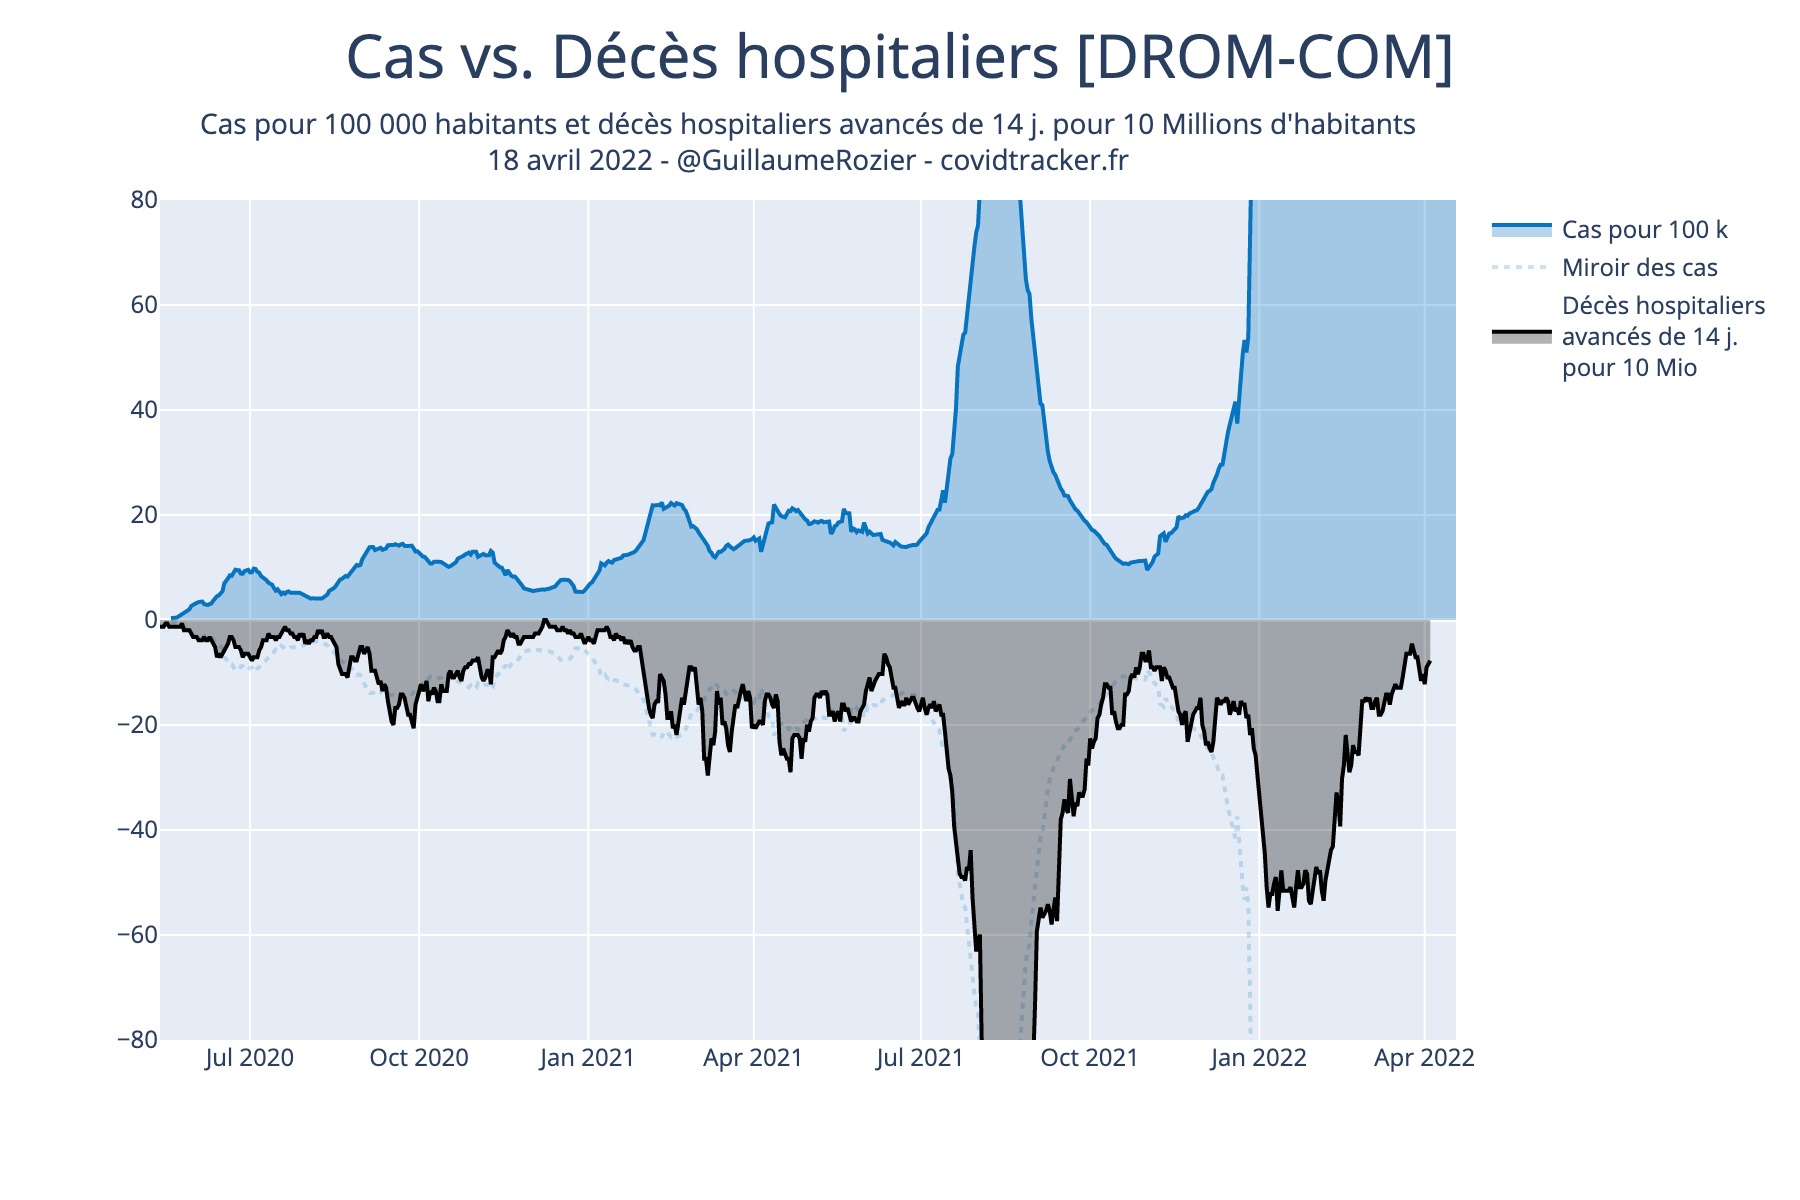 Cas vs. Décès hospitaliers [DROM-COM]
Cas pour 100 000 habitants et décès hospitaliers avancés de 14 j. pour 10 Millions d'habitants
18 avril 2022 - @GuillaumeRozier - covidtracker.fr
80
60
40
20
0
−20
−40
−60
−80
Jul 2020
Oct 2020
Jan 2021
Apr 2021
Jul 2021
Oct 2021
Jan 2022
Apr 2022
Cas pour 100 k
Miroir des cas
Décès hospitaliers
avancés de 14 j.
pour 10 Mio